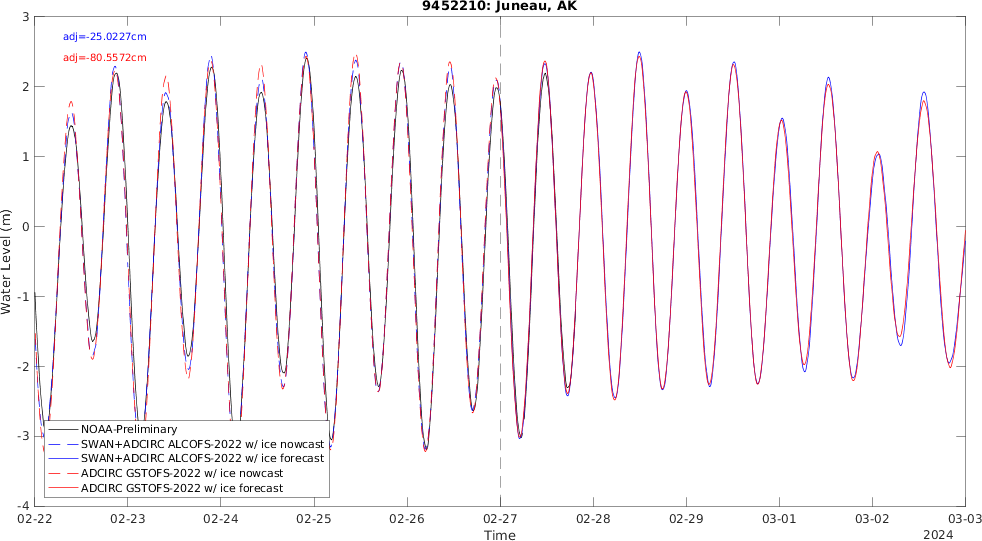 9452210: Juneau, AK
adj=-25.0227cm
adj=-80.5572cm
3
2
1
0
-1
-2
-3
-4
Water Level (m)
NOAA-Preliminary
SWAN+ADCIRC ALCOFS-2022 w/ ice nowcast
SWAN+ADCIRC ALCOFS-2022 w/ ice forecast
ADCIRC GSTOFS-2022 w/ ice nowcast
ADCIRC GSTOFS-2022 w/ ice forecast
02-22 02-23 02-24 02-25 02-26 02-27 02-28 02-29 03-01 03-02 03-03
Time
2024